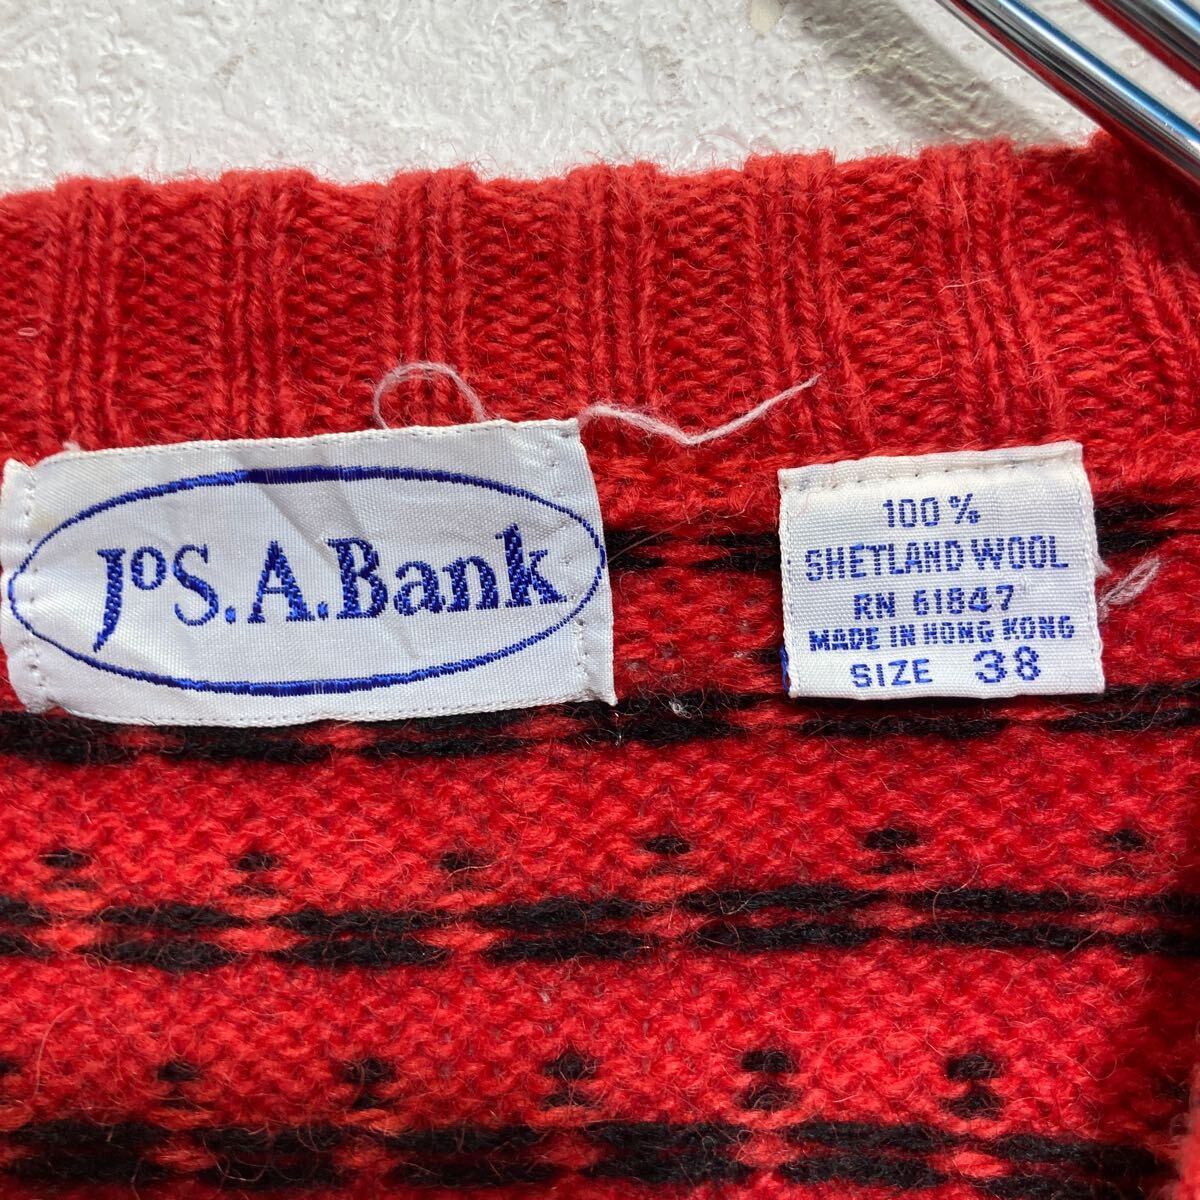 JoS.A.Bank
100%
SHETLAND WOOL
RN 61847
MADE IN HONG KONG
SIZE 38